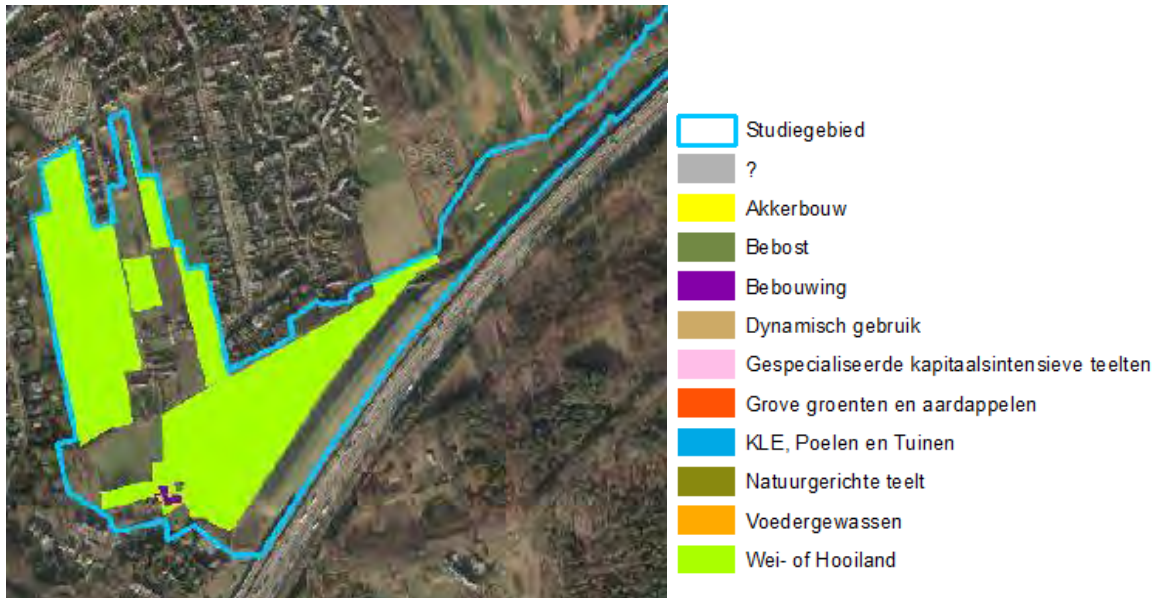 Studiegebied
?
Akkerbouw
Bebost
Bebouwing
Dynamisch gebruik
Gespecialiseerde kapitaalsintensieve teelten
Grove groenten en aardappelen
KLE, Poelen en Tuinen
Natuurgerichte teelt
Voedergewassen
Wei- of Hooiland